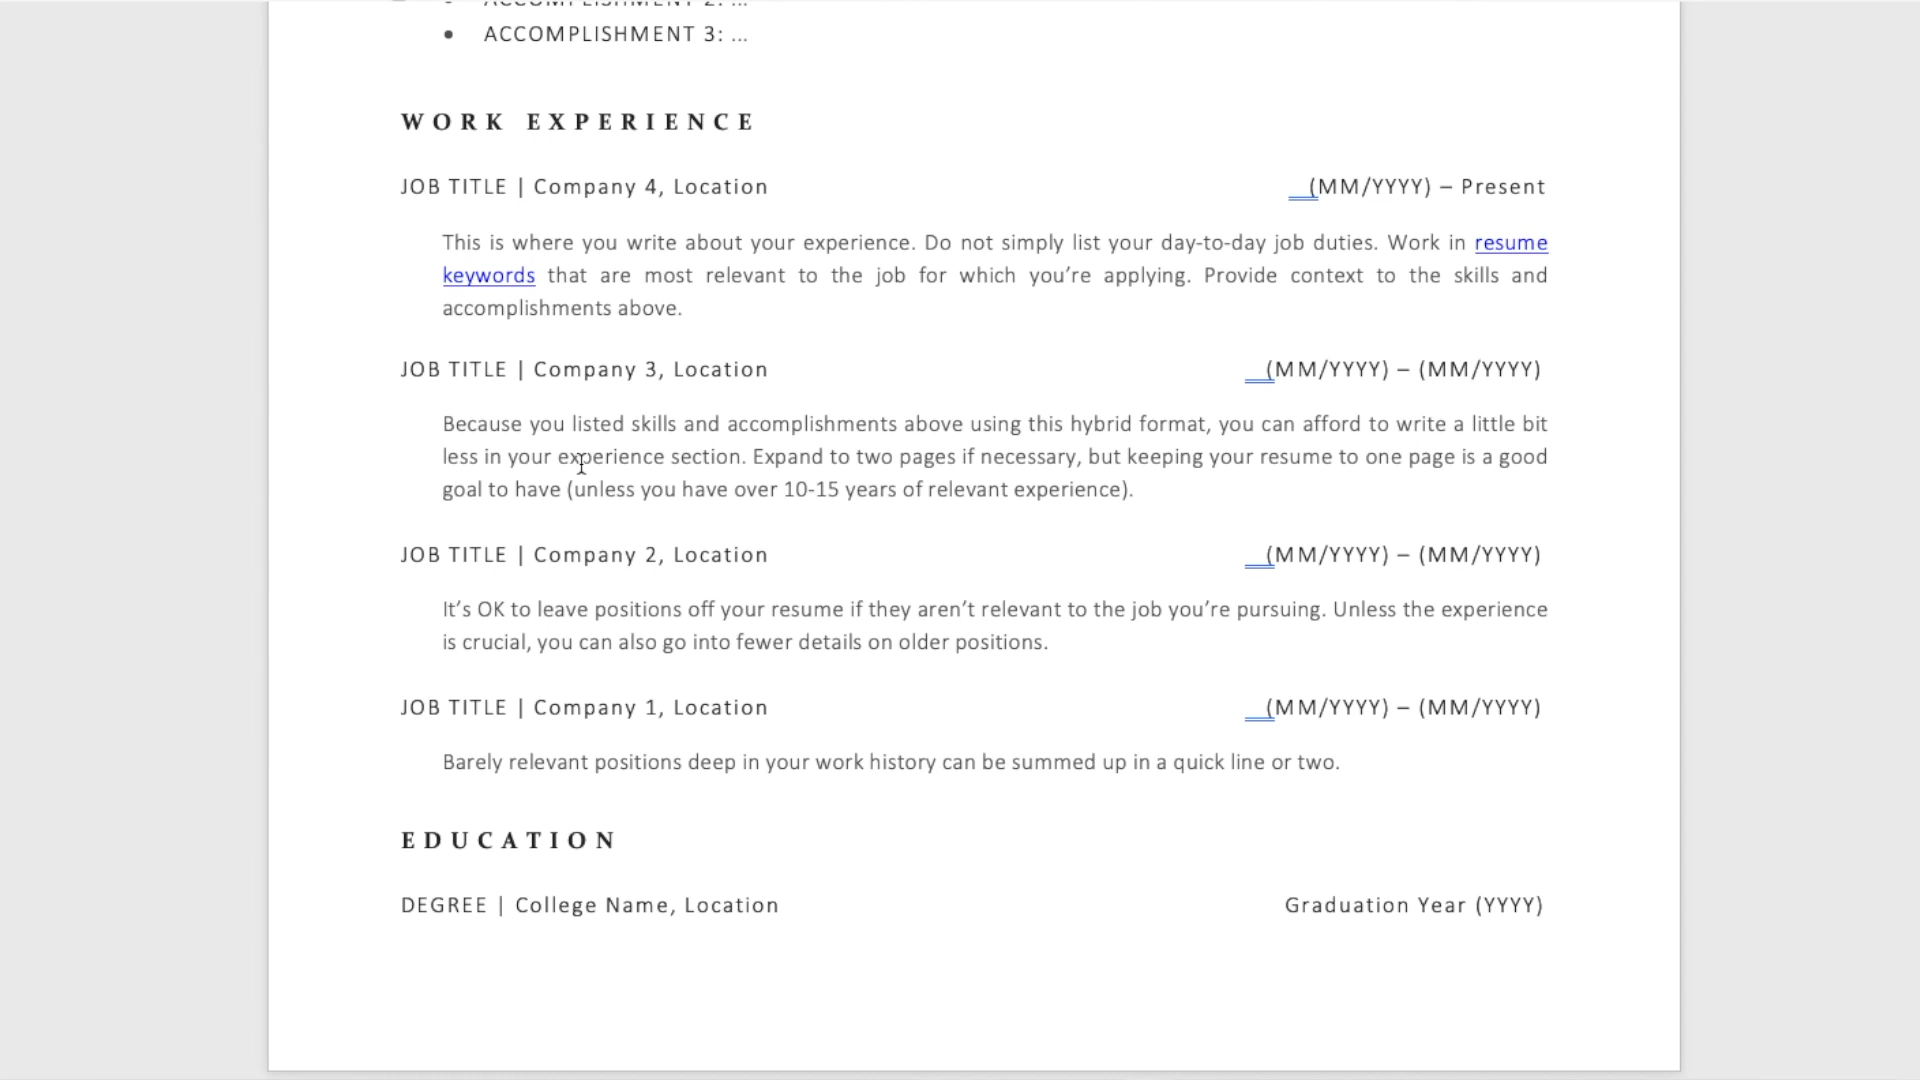 • ACCOMPLISHMENT 2: ...
• ACCOMPLISHMENT 3: ...
WORK EXPERIENCE
JOB TITLE | Company 4, Location (MM/YYYY) – Present
This is where you write about your experience. Do not simply list your day-to-day job duties. Work in resume
keywords that are most relevant to the job for which you’re applying. Provide context to the skills and
accomplishments above.
JOB TITLE | Company 3, Location (MM/YYYY) – (MM/YYYY)
Because you listed skills and accomplishments above using this hybrid format, you can afford to write a little bit
less in your experience section. Expand to two pages if necessary, but keeping your resume to one page is a good
goal to have (unless you have over 10-15 years of relevant experience).
JOB TITLE | Company 2, Location (MM/YYYY) – (MM/YYYY)
It’s OK to leave positions off your resume if they aren’t relevant to the job you’re pursuing. Unless the experience
is crucial, you can also go into fewer details on older positions.
JOB TITLE | Company 1, Location (MM/YYYY) – (MM/YYYY)
Barely relevant positions deep in your work history can be summed up in a quick line or two.
EDUCATION
DEGREE | College Name, Location Graduation Year (YYYY)